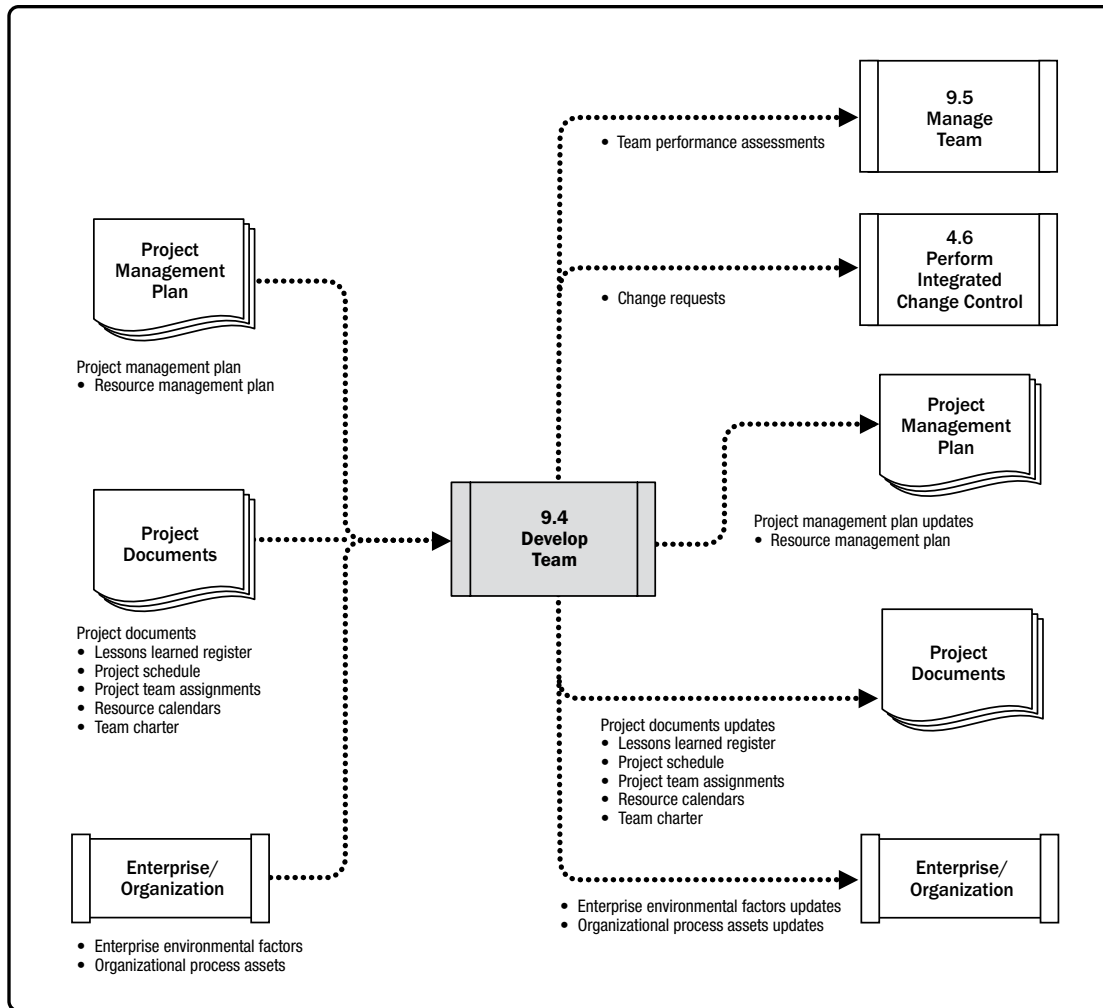 9.5
Manage
Team
• Team performance assessments
4.6
Perform
Integrated
Change Control
• Change requests
Project
Management
Plan
Project management plan
• Resource management plan
Project
Management
Plan
Project management plan updates
• Resource management plan
9.4
Develop
Team
Project
Documents
Project documents
• Lessons learned register
• Project schedule
• Project team assignments
• Resource calendars
• Team charter
Project
Documents
Project documents updates
• Lessons learned register
• Project schedule
• Project team assignments
• Resource calendars
• Team charter
Enterprise/
Organization
• Enterprise environmental factors
• Organizational process assets
Enterprise/
Organization
• Enterprise environmental factors updates
• Organizational process assets updates